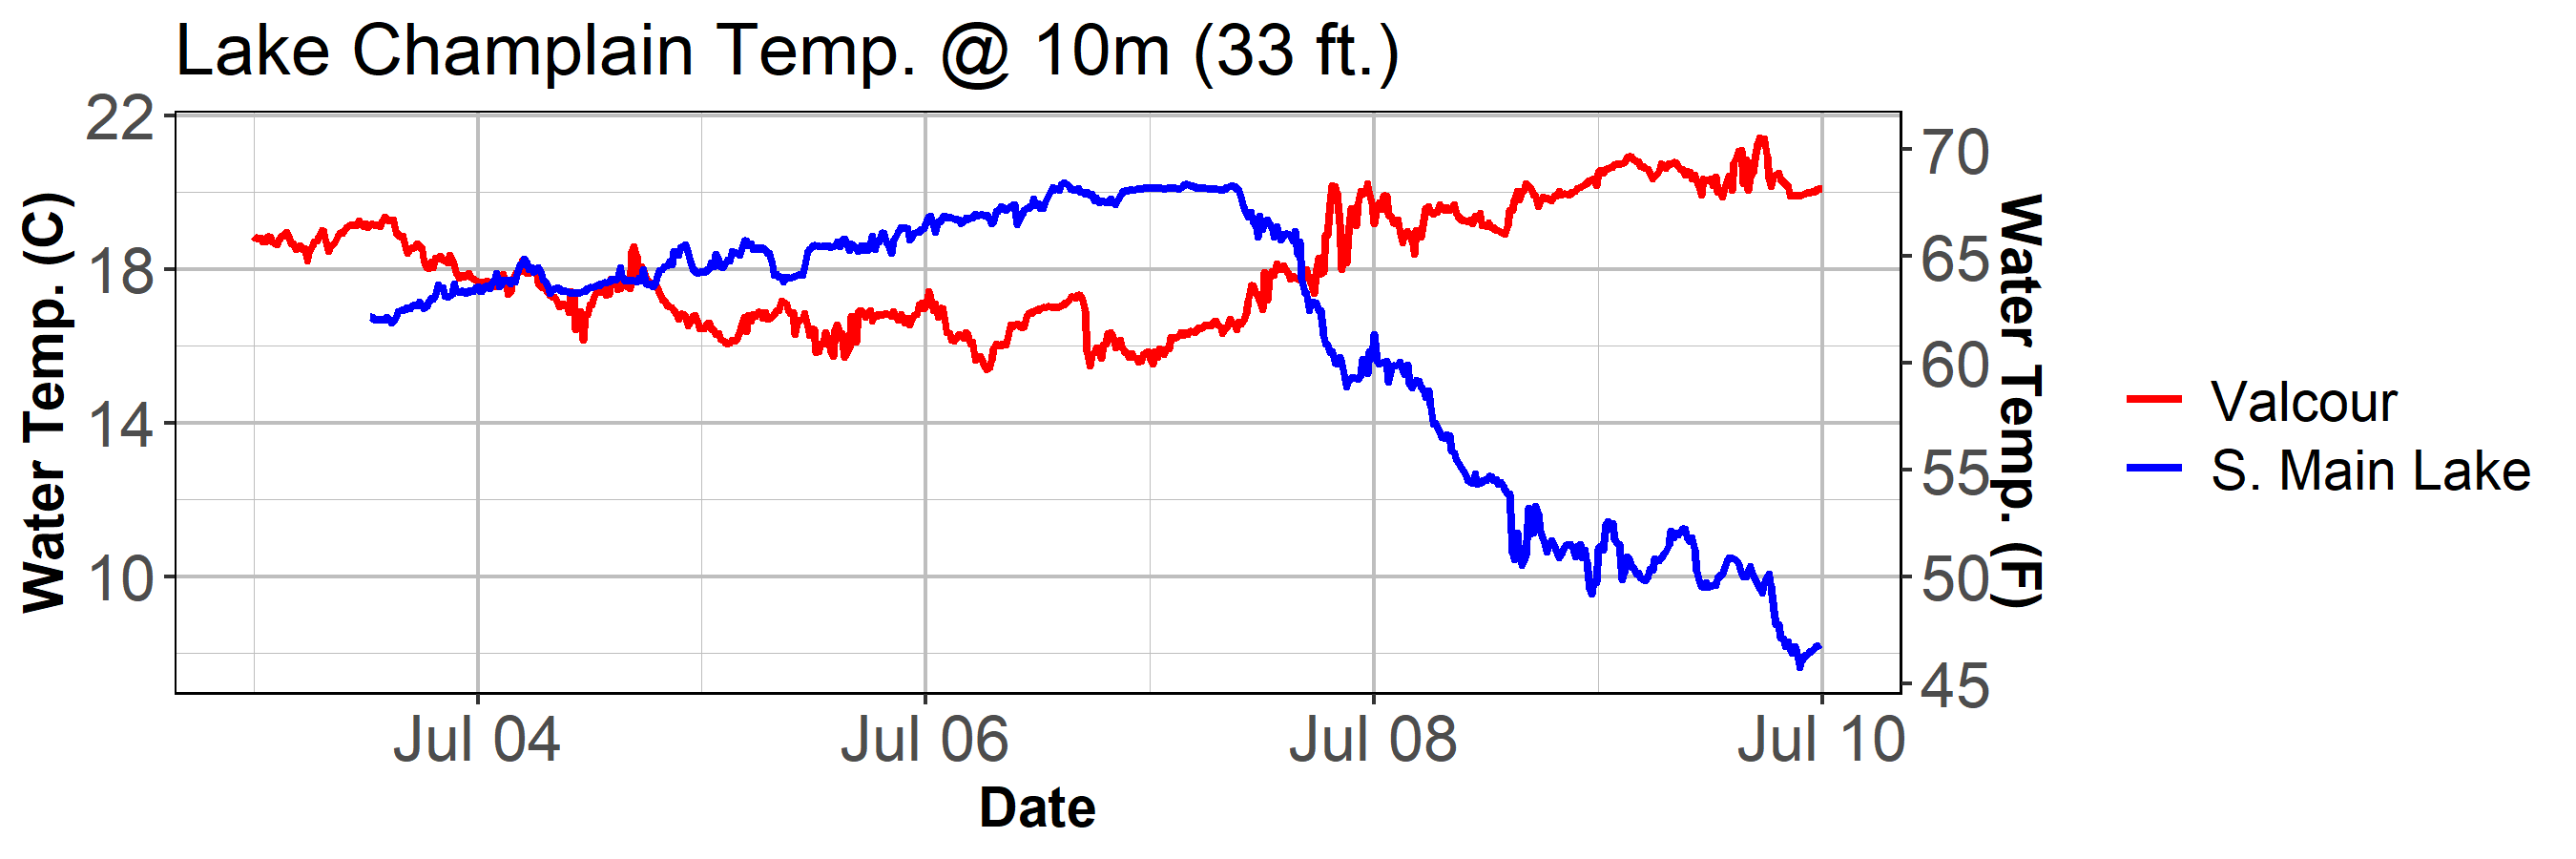 Lake Champlain Temp. @ 10m (33 ft.)
22
18
14
10
Water Temp. (C)
70
65
60
55
50
45
Water Temp. (F)
Jul 04
Jul 06
Jul 08
Jul 10
Date
Valcour
S. Main Lake